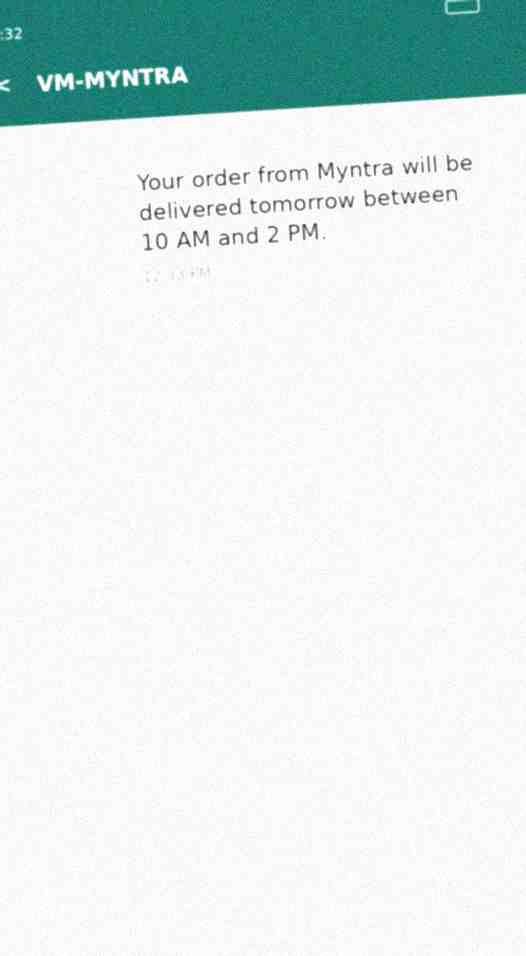 :32
< VM-MYNTRA
Your order from Myntra will be
delivered tomorrow between
10 AM and 2 PM.